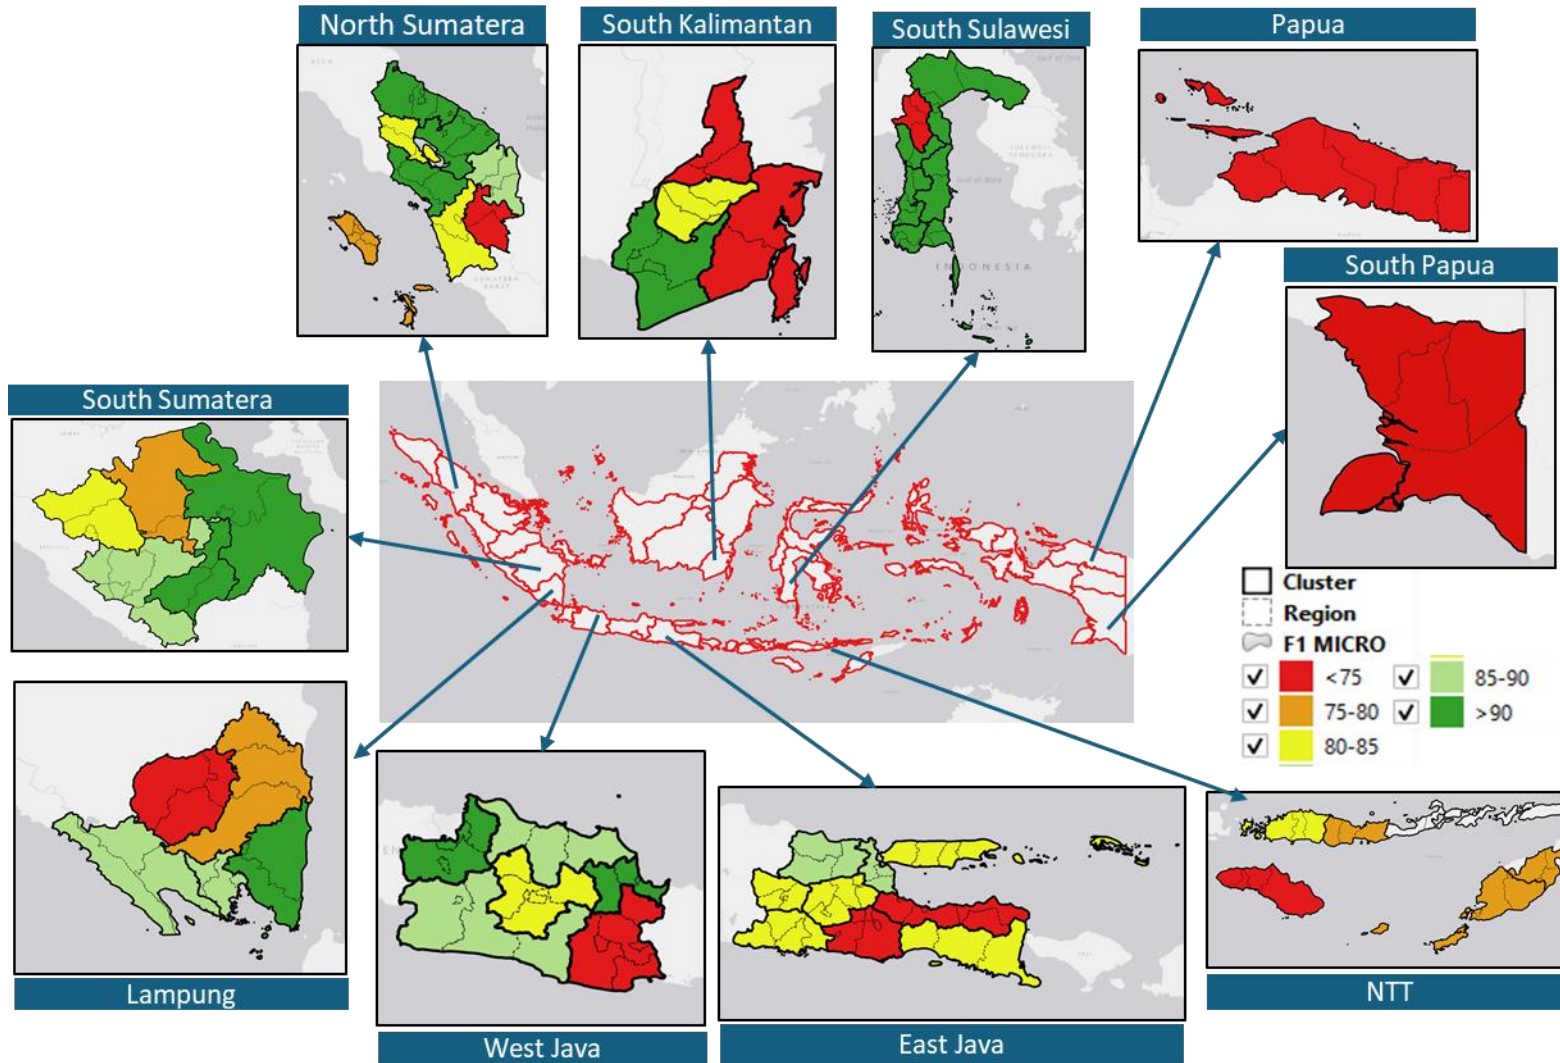 North Sumatera
South Kalimantan
South Sulawesi
Papua
South Papua
South Sumatera
INDONESIA
Cluster
Region
F1 MICRO
<75
85-90
75-80
>90
80-85
Lampung
West Java
East Java
NTT